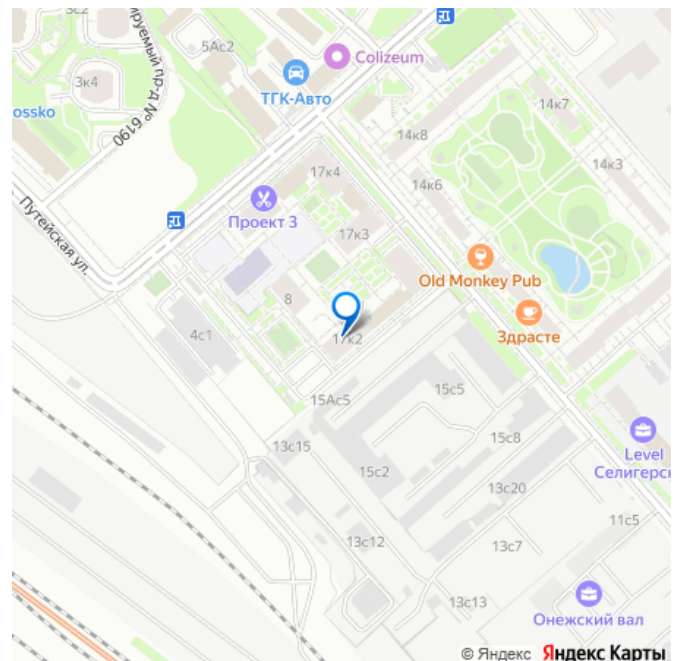 3с2
5Ас2
Colizeum
ируемый пр-д № 6190
3к4
ТГК-Авто
ossko
14к7
14к8
17к4
14к3
14к6
Путейская ул.
Проект 3
17к3
Old Monkey Pub
8
4с1
17к2
Здрасте
15с5
15Ас5
13с15
15с8
Level
Селигерск
15с2
13с20
11с5
13с12
13с7
13с13
Онежский вал
© Яндекс Яндекс Карты